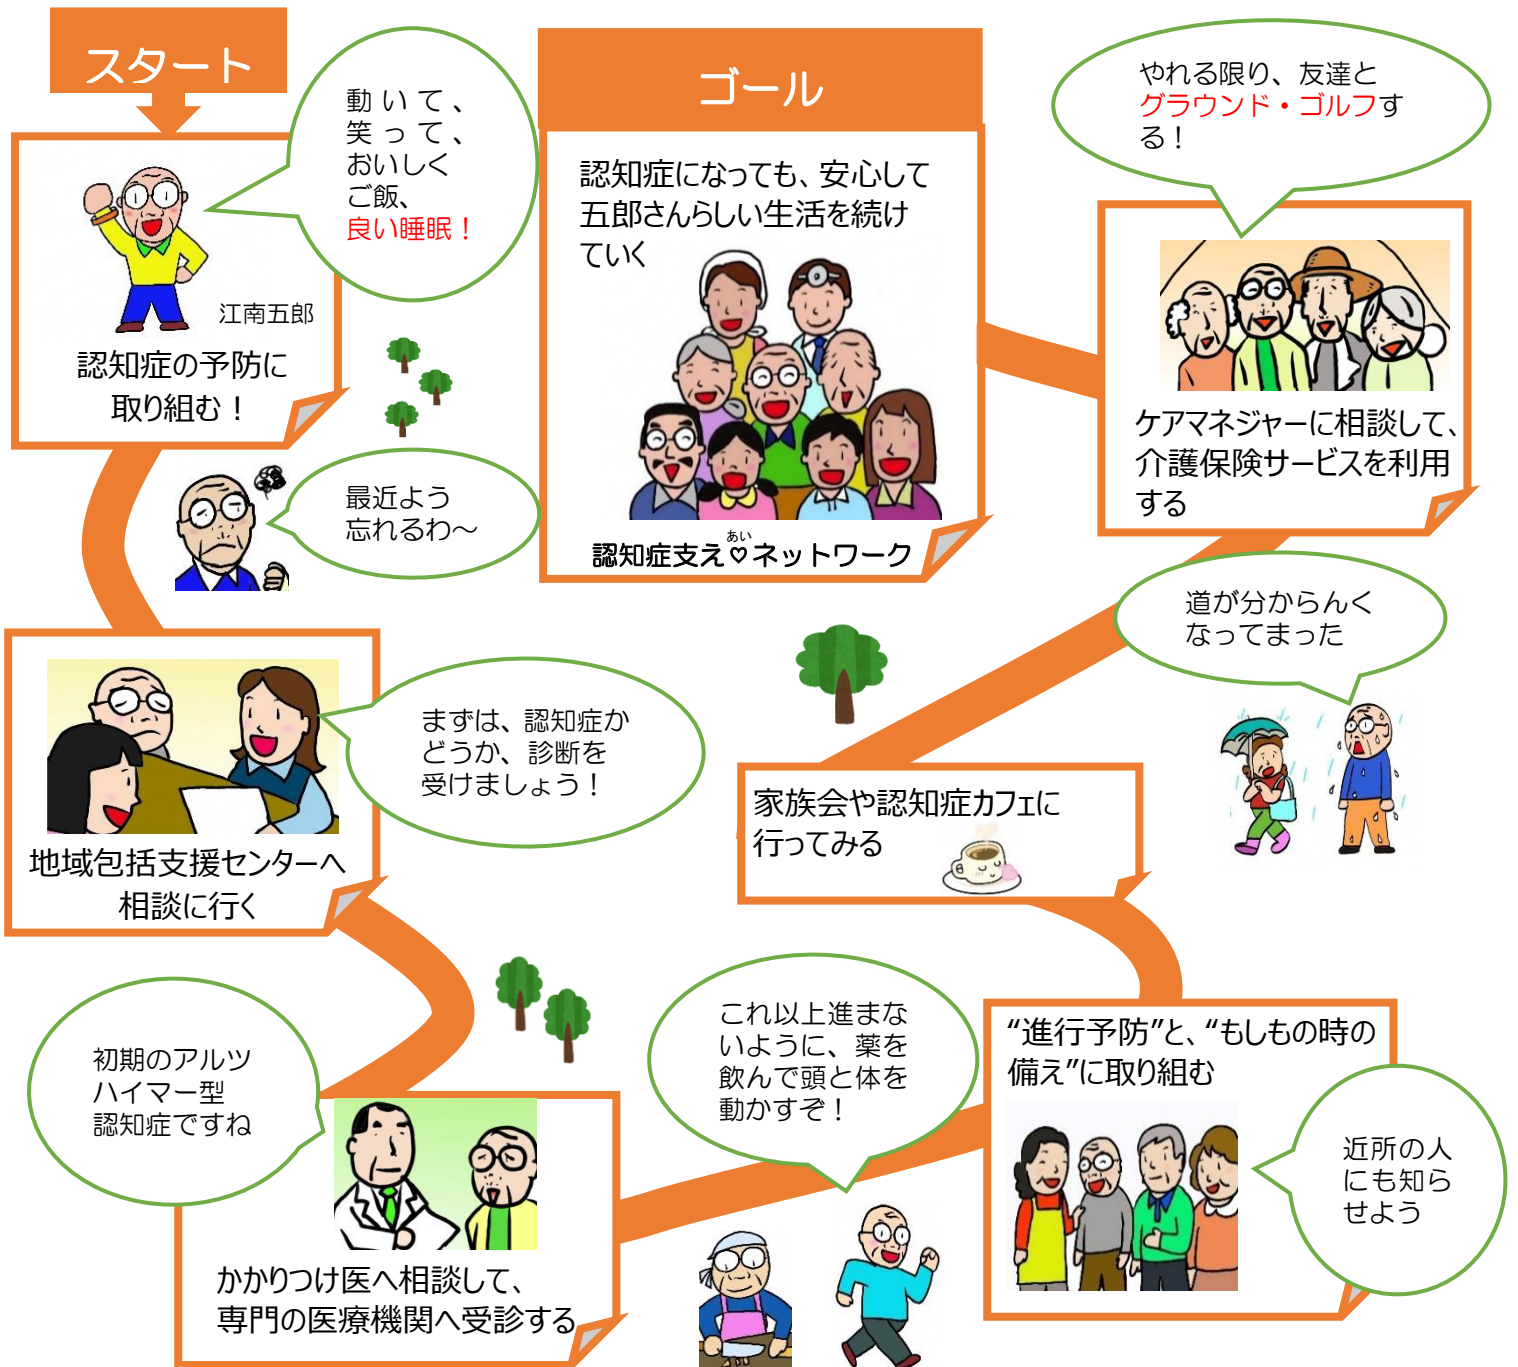 スタート
動いて、
笑って、
おいしく
ご飯、
良い睡眠！
江南五郎
認知症の予防に
取り組む！
最近よう
忘れるわ～
まずは、認知症か
どうか、診断を
受けましょう！
地域包括支援センターへ
相談に行く
初期のアルツ
ハイマー型
認知症ですね
かかりつけ医へ相談して、
専門の医療機関へ受診する
これ以上進まな
いように、薬を
飲んで頭と体を
動かすぞ！
“進行予防”と、“もしもの時の
備え”に取り組む
近所の人
にも知ら
せよう
家族会や認知症カフェに
行ってみる
道が分からんく
なってまった
ケアマネジャーに相談して、
介護保険サービスを利用
する
やれる限り、友達と
グラウンド・ゴルフす
る！
ゴール
認知症になっても、安心して
五郎さんらしい生活を続け
ていく
あい
認知症支え♡ネットワーク